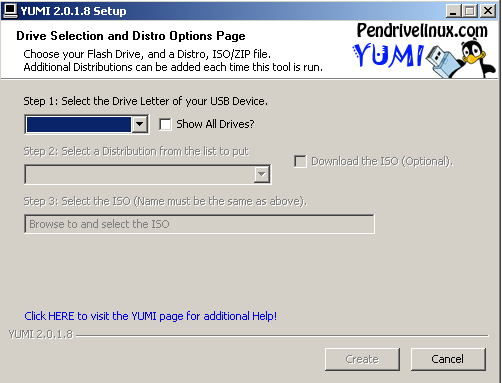 YUMI 2.0.1.8 Setup
Drive Selection and Distro Options Page
Choose your Flash Drive, and a Distro, ISO/ZIP file.
Additional Distributions can be added each time this tool is run.
Pendrivelinux.com
YUMI
Step 1: Select the Drive Letter of your USB Device.
Show All Drives?
Step 2: Select a Distribution from the list to put
Download the ISO (Optional).
Step 3: Select the ISO (Name must be the same as above).
Browse to and select the ISO
Click HERE to visit the YUMI page for additional Help!
YUMI 2.0.1.8
Create
Cancel